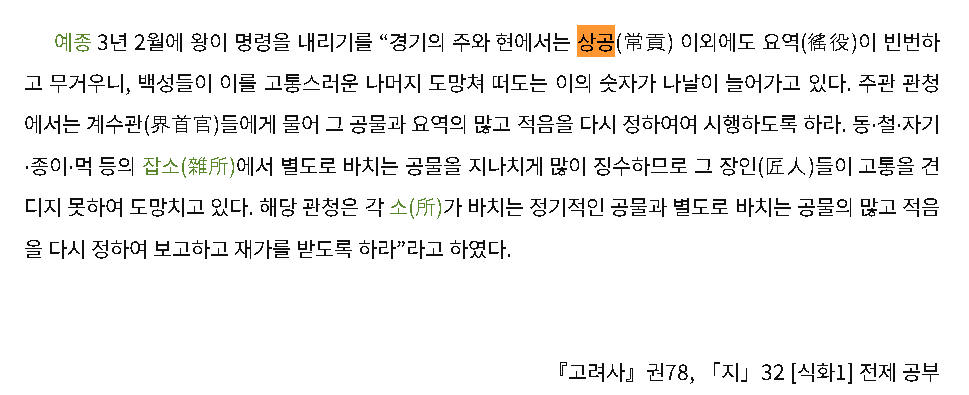 예종 3년 2월에 왕이 명령을 내리기를 “경기의 주와 현에서는 상공(常貢) 이외에도 요역(徭役)이 빈번하
고 무거우니, 백성들이 이를 고통스러운 나머지 도망쳐 떠도는 이의 숫자가 나날이 늘어가고 있다. 주관 관청
에서는 계수관(界首官)들에게 물어 그 공물과 요역의 많고 적음을 다시 정하여여 시행하도록 하라. 동·철·자기
·종이·먹 등의 잡소(雜所)에서 별도로 바치는 공물을 지나치게 많이 징수하므로 그 장인(匠人)들이 고통을 견
디지 못하여 도망치고 있다. 해당 관청은 각 소(所)가 바치는 정기적인 공물과 별도로 바치는 공물의 많고 적음
을 다시 정하여 보고하고 재가를 받도록 하라”라고 하였다.
『고려사』권78, 「지」32 [식화1] 전제 공부